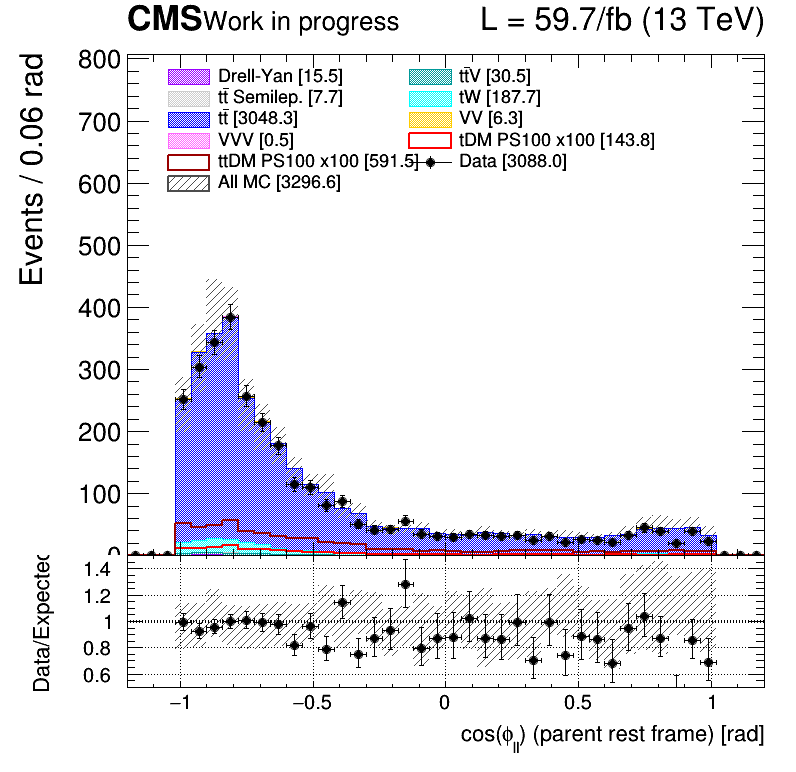 CMS Work in progress L = 59.7/fb (13 TeV)
Events / 0.06 rad
800
700
600
500
400
300
200
100
0
Drell-Yan [15.5] tt̄V [30.5]
tt̄ Semilep. [7.7] tW [187.7]
tt̄ [3048.3] VV [6.3]
VVV [0.5] tDM PS100 x100 [143.8]
ttDM PS100 x100 [591.5] Data [3088.0]
All MC [3296.6]
Data/Expected
1.4
1.2
1
0.8
0.6
−1 −0.5 0 0.5 1
cos(ϕll) (parent rest frame) [rad]